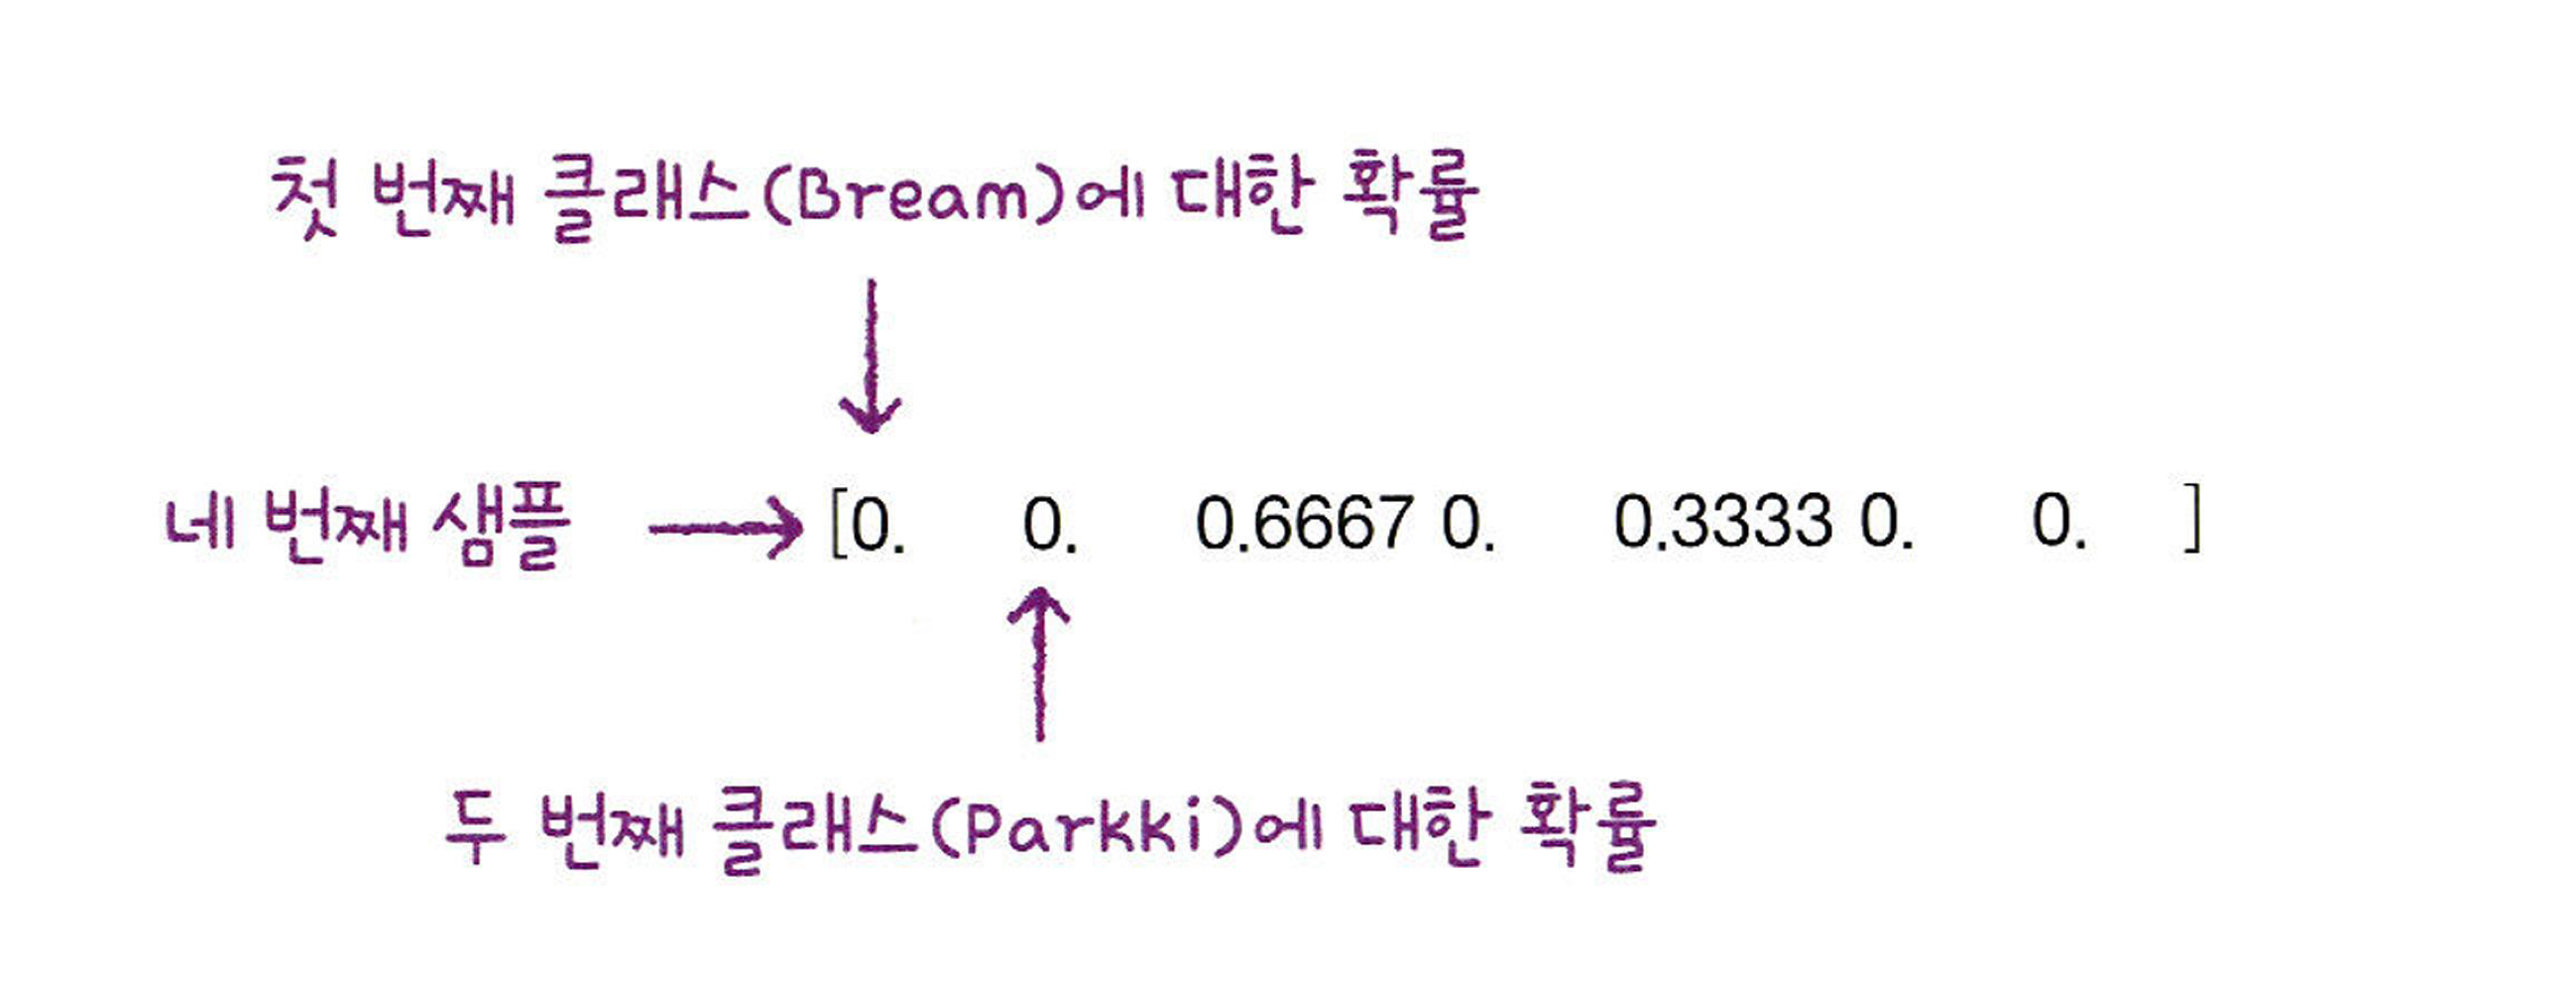 첫 번째 클래스(Bream)에 대한 확률
네 번째 샘플 → [0. 0. 0.6667 0. 0.3333 0. 0. ]
두 번째 클래스(Parkki)에 대한 확률